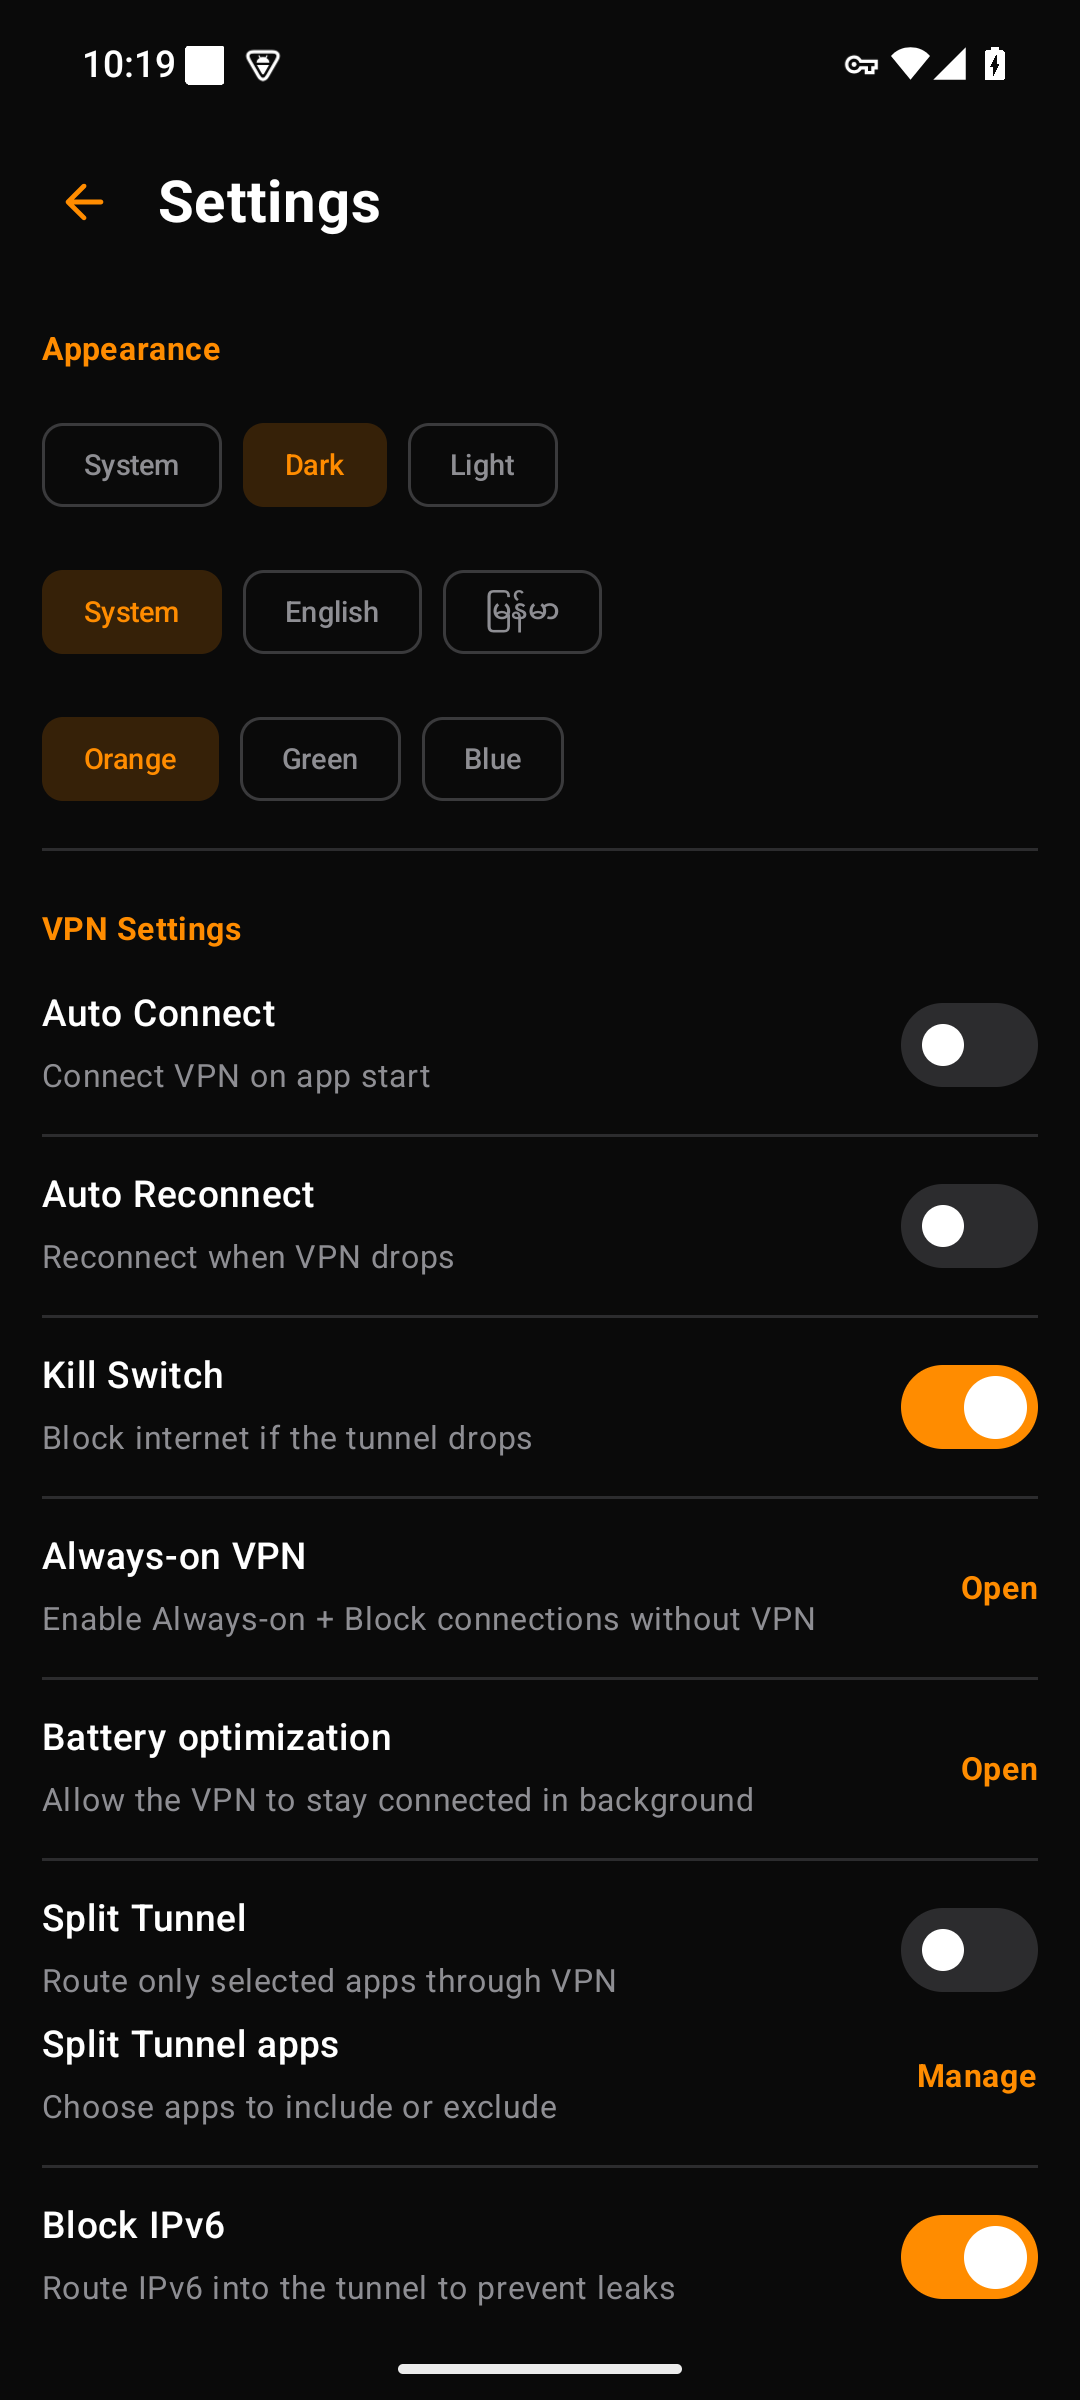 10:19
Settings
Appearance
System Dark Light
System English မြန်မာ
Orange Green Blue
VPN Settings
Auto Connect
Connect VPN on app start
Auto Reconnect
Reconnect when VPN drops
Kill Switch
Block internet if the tunnel drops
Always-on VPN
Open
Enable Always-on + Block connections without VPN
Battery optimization
Open
Allow the VPN to stay connected in background
Split Tunnel
Route only selected apps through VPN
Split Tunnel apps
Manage
Choose apps to include or exclude
Block IPv6
Route IPv6 into the tunnel to prevent leaks